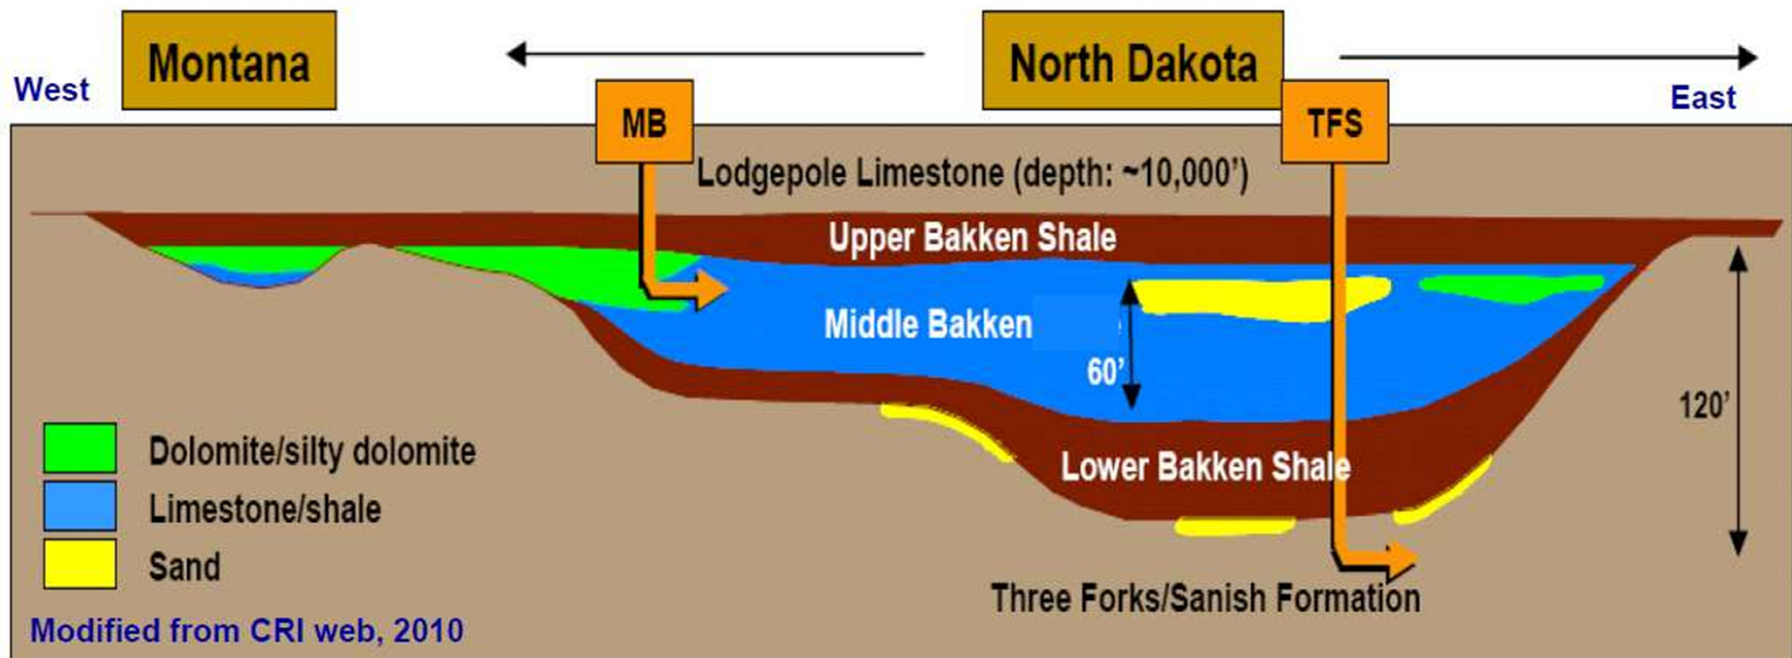 Montana
North Dakota
West
East
MB
TFS
Lodgepole Limestone (depth: ~10,000')
Upper Bakken Shale
Middle Bakken
60'
120'
Lower Bakken Shale
Dolomite/silty dolomite
Limestone/shale
Sand
Three Forks/Sanish Formation
Modified from CRI web, 2010